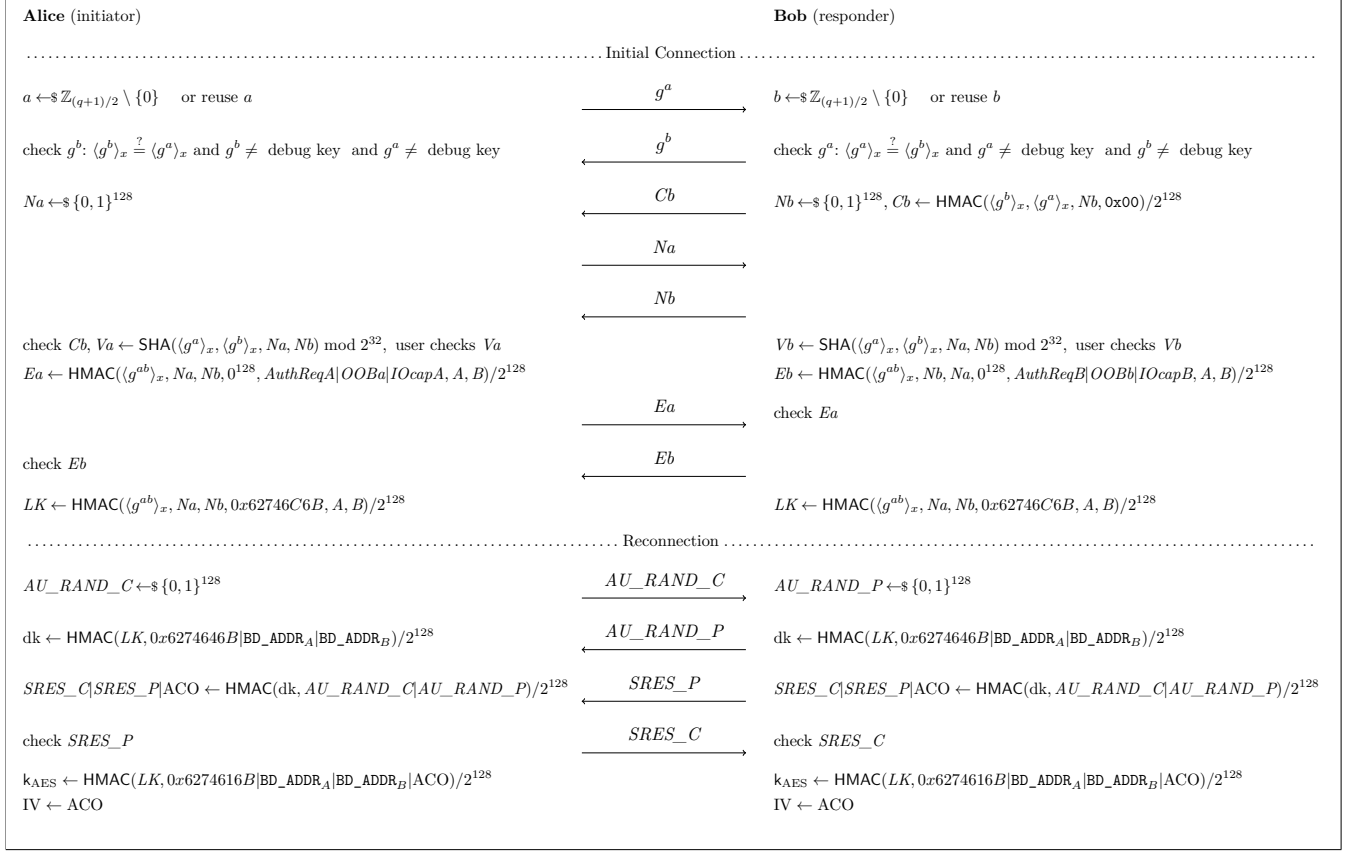 Alice (initiator) Bob (responder)
Initial Connection
a ←$ ℤ_{(q+1)/2} \ {0} or reuse a g^a b ←$ ℤ_{(q+1)/2} \ {0} or reuse b
check g^b: ⟨g^b⟩_x ≟ ⟨g^a⟩_x and g^b ≠ debug key and g^a ≠ debug key g^b check g^a: ⟨g^a⟩_x ≟ ⟨g^b⟩_x and g^a ≠ debug key and g^b ≠ debug key
Na ←$ {0, 1}^{128} Cb Nb ←$ {0, 1}^{128}, Cb ← HMAC(⟨g^b⟩_x, ⟨g^a⟩_x, Nb, 0x00)/2^{128}
Na
Nb
check Cb, Va ← SHA(⟨g^a⟩_x, ⟨g^b⟩_x, Na, Nb) mod 2^{32}, user checks Va Vb ← SHA(⟨g^a⟩_x, ⟨g^b⟩_x, Na, Nb) mod 2^{32}, user checks Vb
Ea ← HMAC(⟨g^{ab}⟩_x, Na, Nb, 0^{128}, AuthReqA|OOBa|IOcapA, A, B)/2^{128} Eb ← HMAC(⟨g^{ab}⟩_x, Nb, Na, 0^{128}, AuthReqB|OOBb|IOcapB, A, B)/2^{128}
Ea check Ea
check Eb Eb
LK ← HMAC(⟨g^{ab}⟩_x, Na, Nb, 0x62746C6B, A, B)/2^{128} LK ← HMAC(⟨g^{ab}⟩_x, Na, Nb, 0x62746C6B, A, B)/2^{128}
Reconnection
AU_RAND_C ←$ {0, 1}^{128} AU_RAND_C AU_RAND_P ←$ {0, 1}^{128}
dk ← HMAC(LK, 0x6274646B|BD_ADDR_A|BD_ADDR_B)/2^{128} AU_RAND_P dk ← HMAC(LK, 0x6274646B|BD_ADDR_A|BD_ADDR_B)/2^{128}
SRES_C|SRES_P|ACO ← HMAC(dk, AU_RAND_C|AU_RAND_P)/2^{128} SRES_P SRES_C|SRES_P|ACO ← HMAC(dk, AU_RAND_C|AU_RAND_P)/2^{128}
check SRES_P SRES_C check SRES_C
k_{AES} ← HMAC(LK, 0x6274616B|BD_ADDR_A|BD_ADDR_B|ACO)/2^{128} k_{AES} ← HMAC(LK, 0x6274616B|BD_ADDR_A|BD_ADDR_B|ACO)/2^{128}
IV ← ACO IV ← ACO